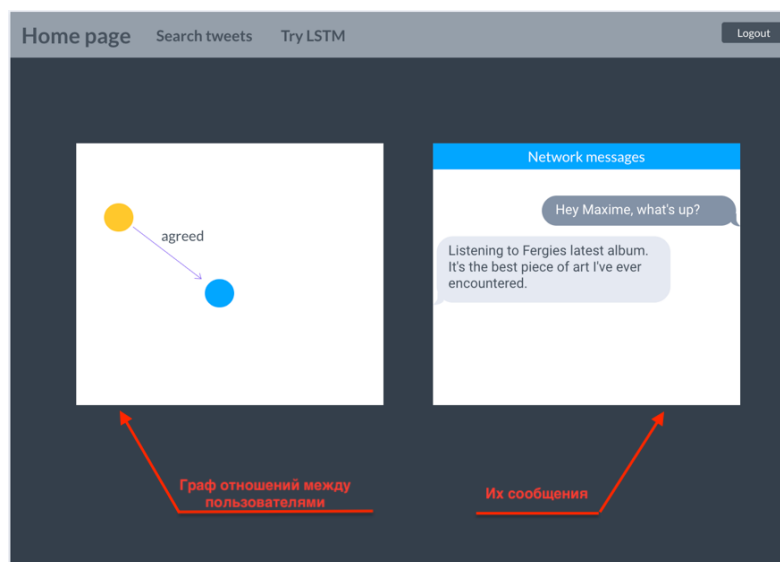 Home page Search tweets Try LSTM Logout
Network messages
Hey Maxime, what's up?
agreed
Listening to Fergies latest album.
It's the best piece of art I've ever
encountered.
Граф отношений между
пользователями
Их сообщения